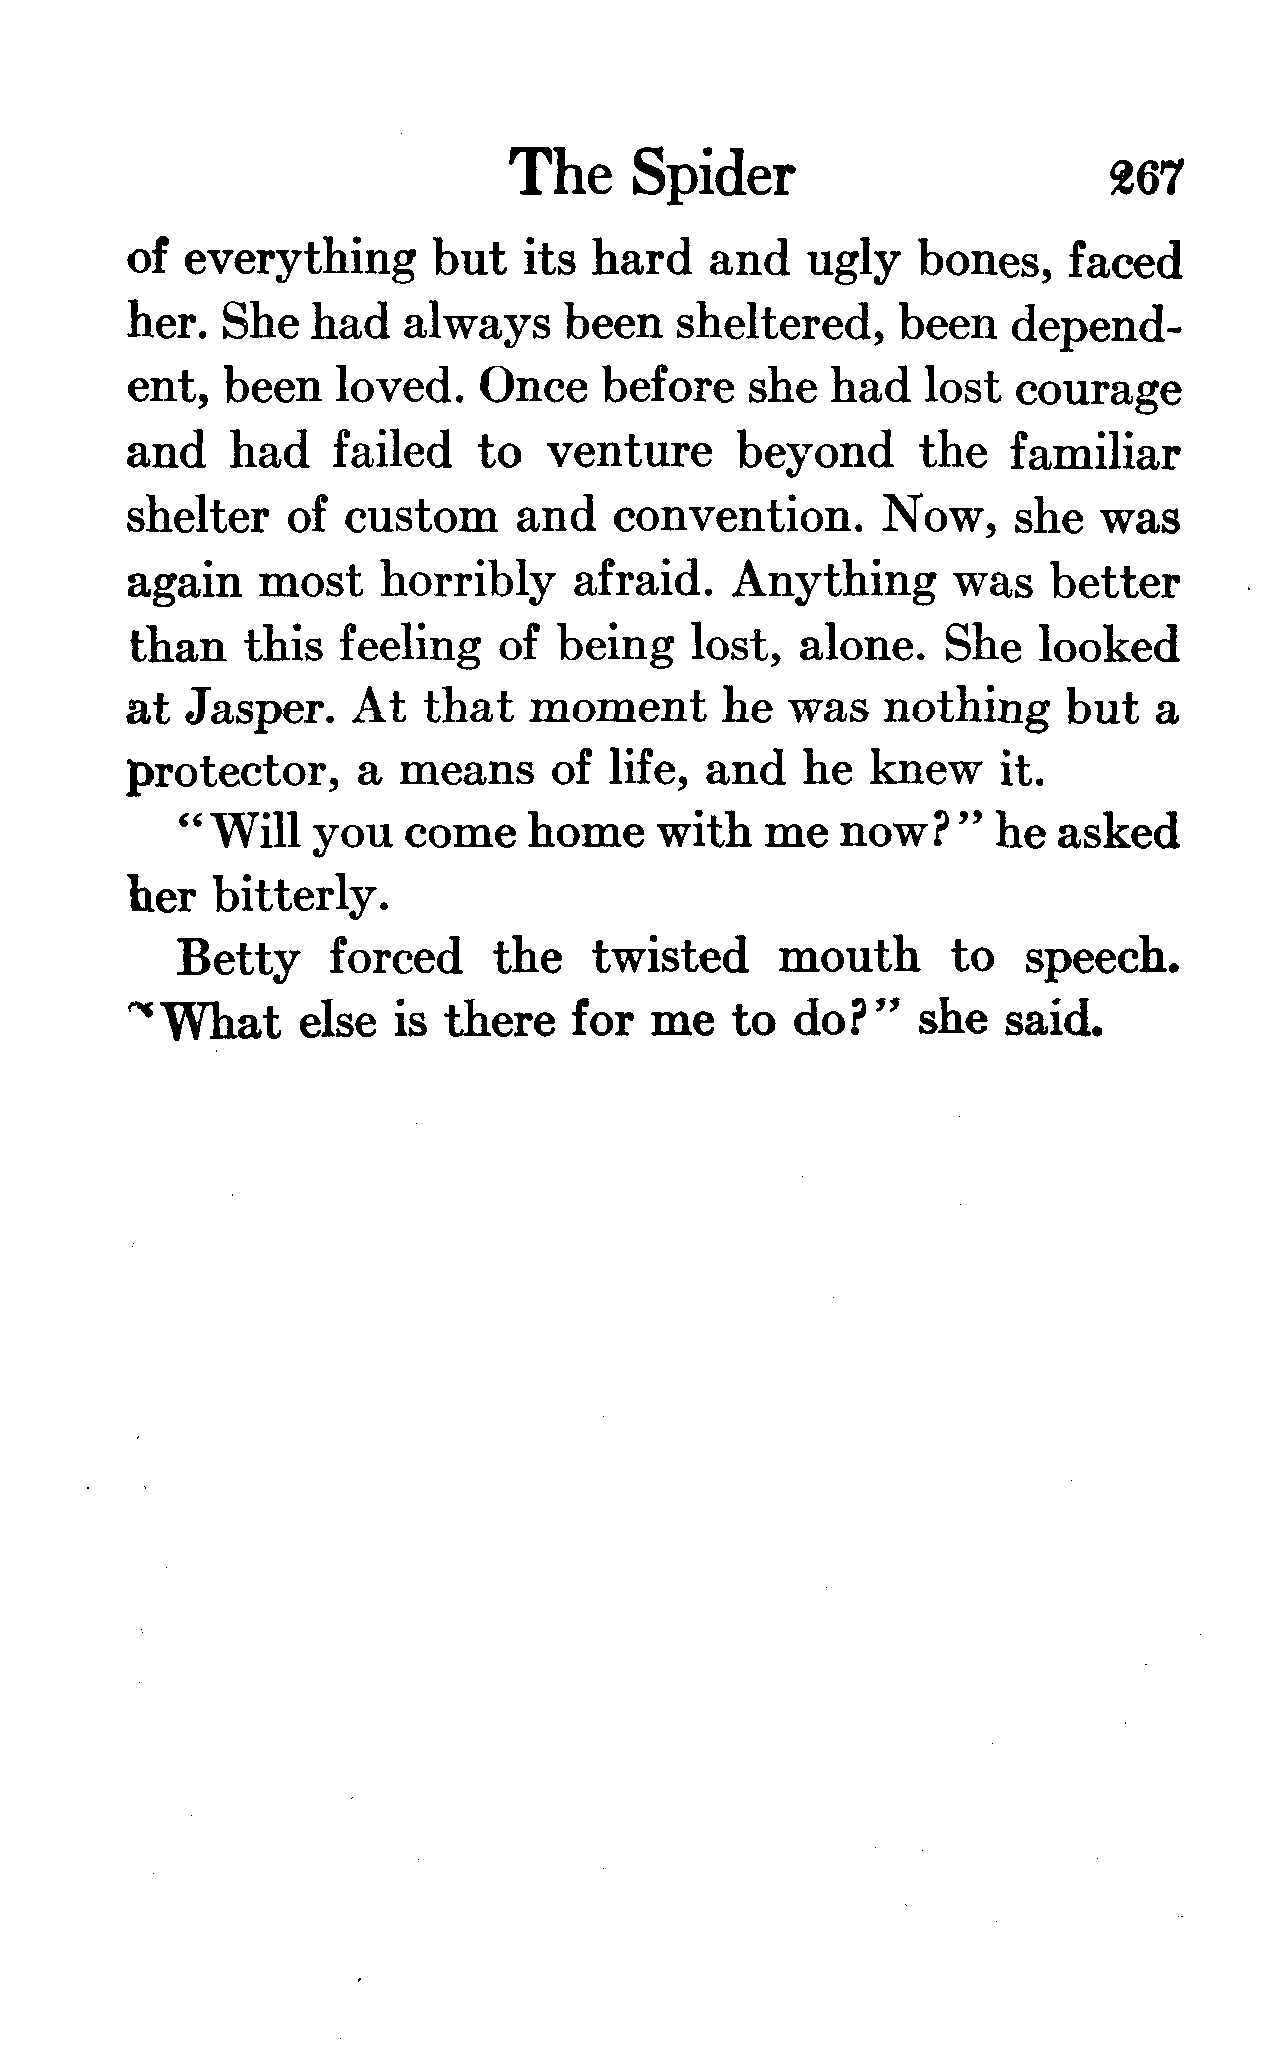 The Spider 267
of everything but its hard and ugly bones, faced
her. She had always been sheltered, been depend-
ent, been loved. Once before she had lost courage
and had failed to venture beyond the familiar
shelter of custom and convention. Now, she was
again most horribly afraid. Anything was better
than this feeling of being lost, alone. She looked
at Jasper. At that moment he was nothing but a
protector, a means of life, and he knew it.
“Will you come home with me now?” he asked
her bitterly.
Betty forced the twisted mouth to speech.
“What else is there for me to do?” she said.